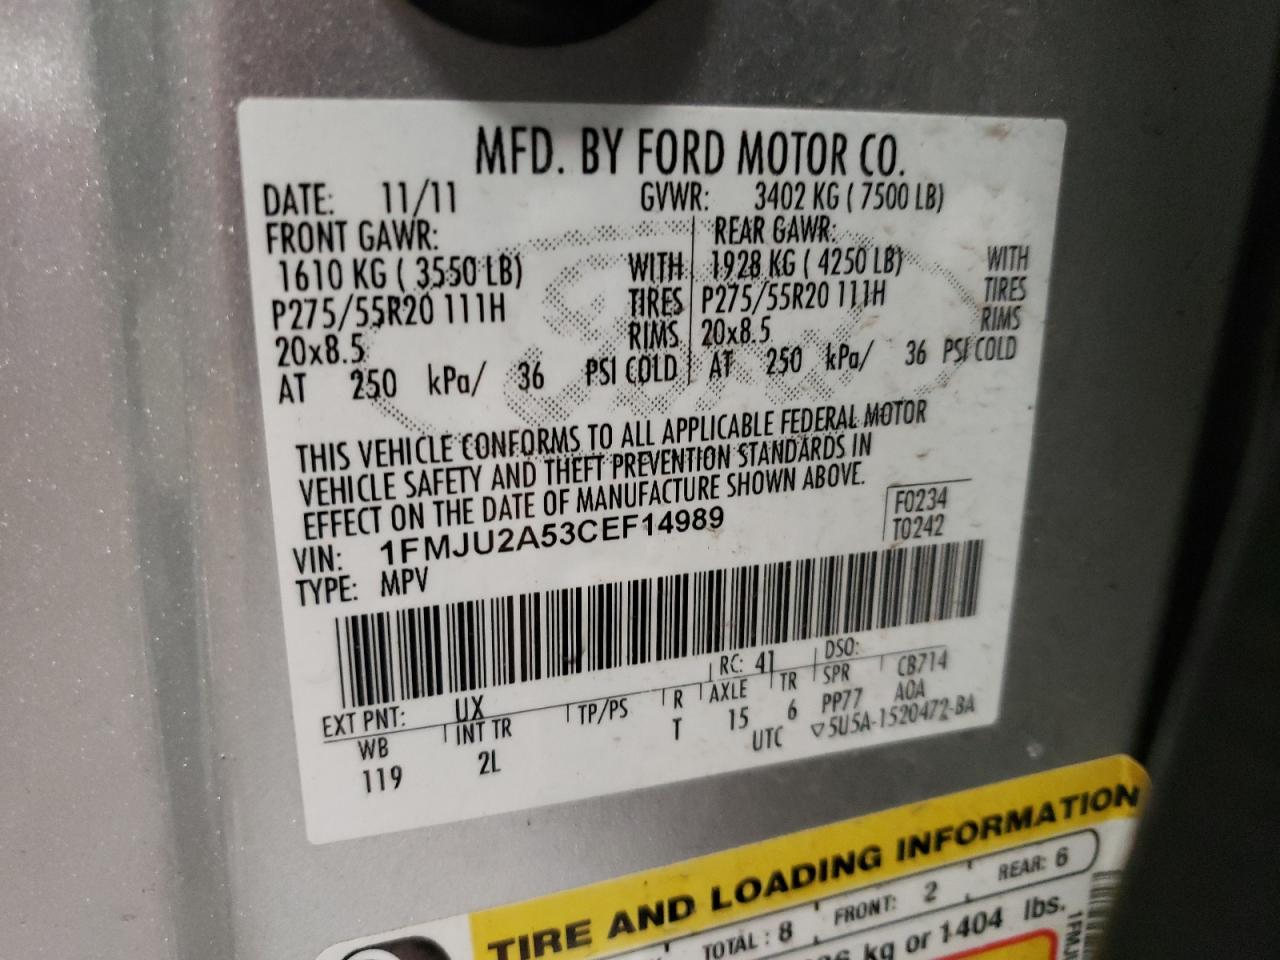 MFD. BY FORD MOTOR CO.
DATE: 11/11 GVWR: 3402 KG ( 7500 LB)
FRONT GAWR: REAR GAWR:
1610 KG ( 3550 LB) WITH 1928 KG ( 4250 LB) WITH
P275/55R20 111H TIRES P275/55R20 111H TIRES
20x8.5 RIMS 20x8.5 RIMS
AT 250 kPa/ 36 PSI COLD AT 250 kPa/ 36 PSI COLD
THIS VEHICLE CONFORMS TO ALL APPLICABLE FEDERAL MOTOR
VEHICLE SAFETY AND THEFT PREVENTION STANDARDS IN
EFFECT ON THE DATE OF MANUFACTURE SHOWN ABOVE.
F0234
T0242
VIN: 1FMJU2A53CEF14989
TYPE: MPV
EXT PNT: UX RC: 41 DSO:
WB INT TR TP/PS R AXLE TR SPR CB714
119 2L T 15 6 PP77 AOA
UTC ▽5U5A-1520472-BA
TIRE AND LOADING INFORMATION
TOTAL : 8 FRONT: 2 REAR: 6
kg or 1404 lbs.
1FMJU